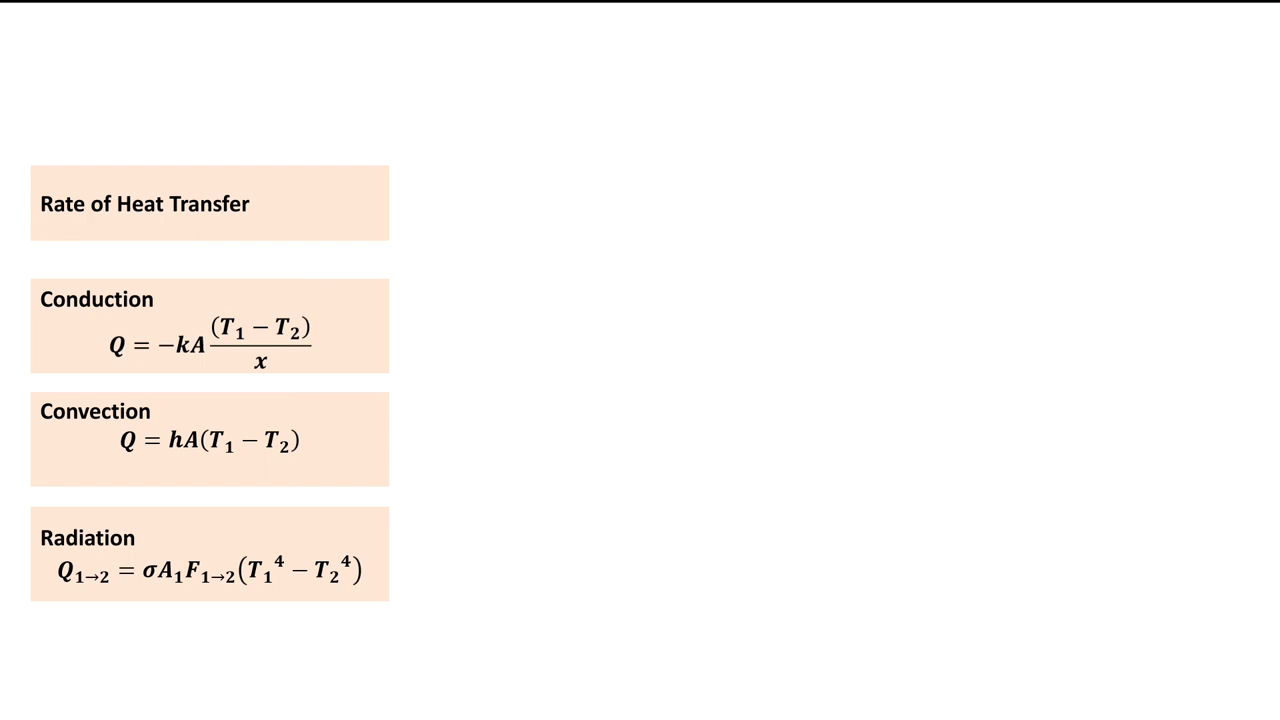 Rate of Heat Transfer
Conduction
Q = −kA (T₁ − T₂) / x
Convection
Q = hA(T₁ − T₂)
Radiation
Q₁→₂ = σA₁F₁→₂(T₁⁴ − T₂⁴)